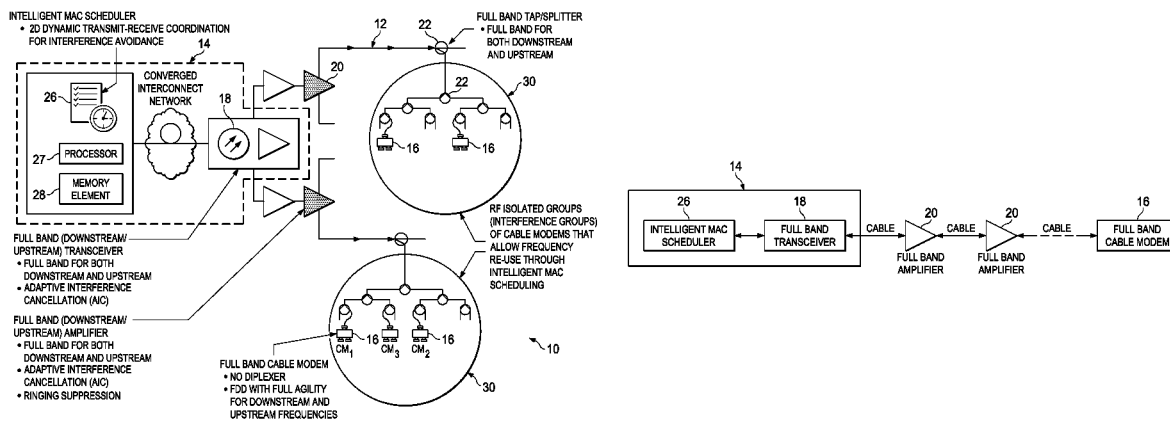 INTELLIGENT MAC SCHEDULER
• 2D DYNAMIC TRANSMIT-RECEIVE COORDINATION
FOR INTERFERENCE AVOIDANCE
14
26
27
PROCESSOR
28
MEMORY
ELEMENT
CONVERGED
INTERCONNECT
NETWORK
18
20
12
22
FULL BAND TAP/SPLITTER
• FULL BAND FOR
BOTH DOWNSTREAM
AND UPSTREAM
30
22
16
16
FULL BAND (DOWNSTREAM/
UPSTREAM) TRANSCEIVER
• FULL BAND FOR BOTH
DOWNSTREAM AND UPSTREAM
• ADAPTIVE INTERFERENCE
CANCELLATION (AIC)
FULL BAND (DOWNSTREAM/
UPSTREAM) AMPLIFIER
• FULL BAND FOR BOTH
DOWNSTREAM AND UPSTREAM
• ADAPTIVE INTERFERENCE
CANCELLATION (AIC)
• RINGING SUPPRESSION
RF ISOLATED GROUPS
(INTERFERENCE GROUPS)
OF CABLE MODEMS THAT
ALLOW FREQUENCY
RE-USE THROUGH
INTELLIGENT MAC
SCHEDULING
16
16
CM1
CM3
CM2
FULL BAND CABLE MODEM
• NO DIPLEXER
• FDD WITH FULL AGILITY
FOR DOWNSTREAM AND
UPSTREAM FREQUENCIES
30
10
14
26
INTELLIGENT MAC
SCHEDULER
18
FULL BAND
TRANSCEIVER
CABLE
20
FULL BAND
AMPLIFIER
CABLE
20
FULL BAND
AMPLIFIER
CABLE
16
FULL BAND
CABLE MODEM